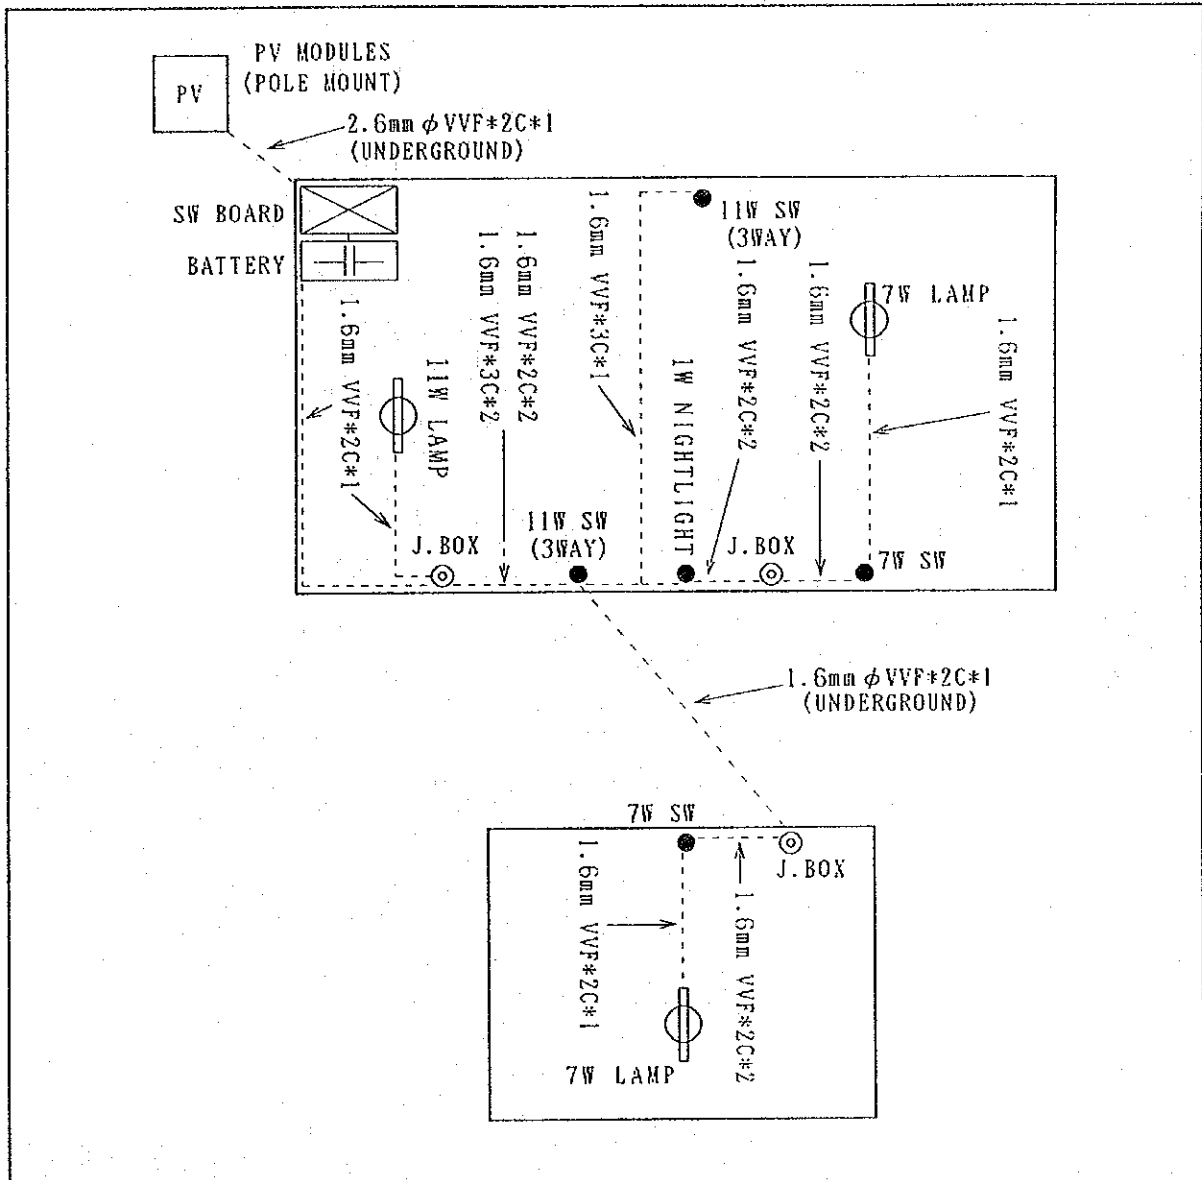 PV MODULES
(POLE MOUNT)
PV
2.6mm φ VVF*2C*1
(UNDERGROUND)
SW BOARD
BATTERY
1.6mm VVF*2C*1
11W LAMP
1.6mm VVF*2C*2
1.6mm VVF*3C*2
1.6mm VVF*3C*1
11W SW
(3WAY)
1.6mm VVF*2C*2
1.6mm VVF*2C*2
7W LAMP
1.6mm VVF*2C*1
J.BOX
11W SW
(3WAY)
1W NIGHTLIGHT
J.BOX
7W SW
1.6mm φ VVF*2C*1
(UNDERGROUND)
7W SW
J.BOX
1.6mm VVF*2C*1
1.6mm VVF*2C*2
7W LAMP